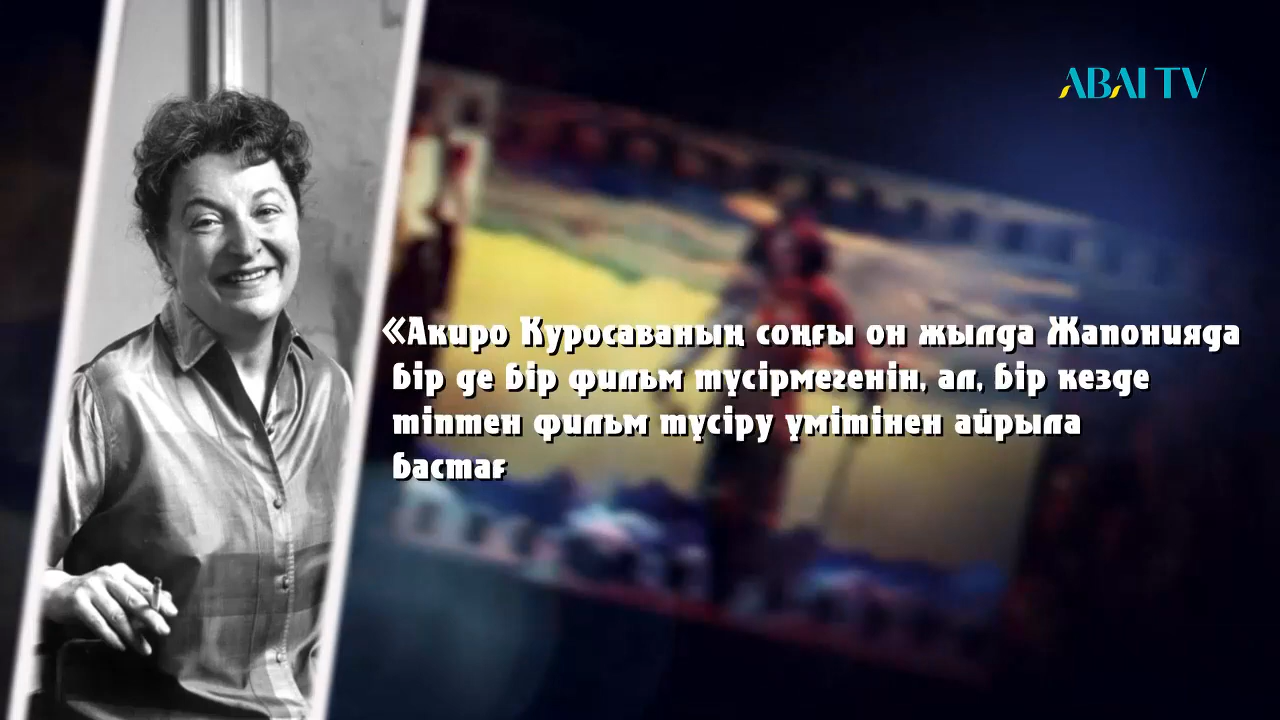 ABAI TV
«Акиро Куросаваның соңғы он жылда Жапонияда
бір де бір фильм түсірмегенін, ал, бір кезде
тіптен фильм түсіру үмітінен айрыла
бастағ